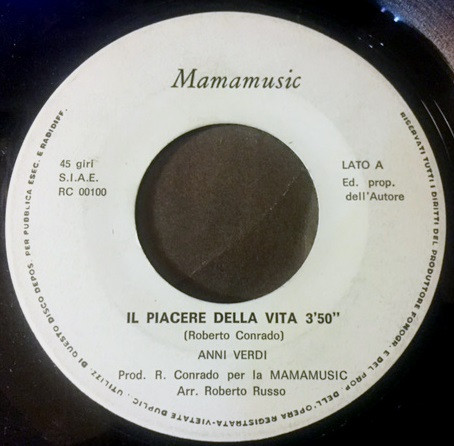 Mamamusic
45 giri
S.I.A.E.
RC 00100
LATO A
Ed. prop.
dell'Autore
IL PIACERE DELLA VITA 3'50"
(Roberto Conrado)
ANNI VERDI
Prod. R. Conrado per la MAMAMUSIC
Arr. Roberto Russo
RISERVATI TUTTI I DIRITTI DEL PRODUTTORE FONOGR. E DEL PROP. DELL'OPERA REGISTRATA-VIETATE DUPLIC. - UTILIZZ. DI QUESTO DISCO DEPOS. PER PUBBLICA ESEC. E RADIDIFF.